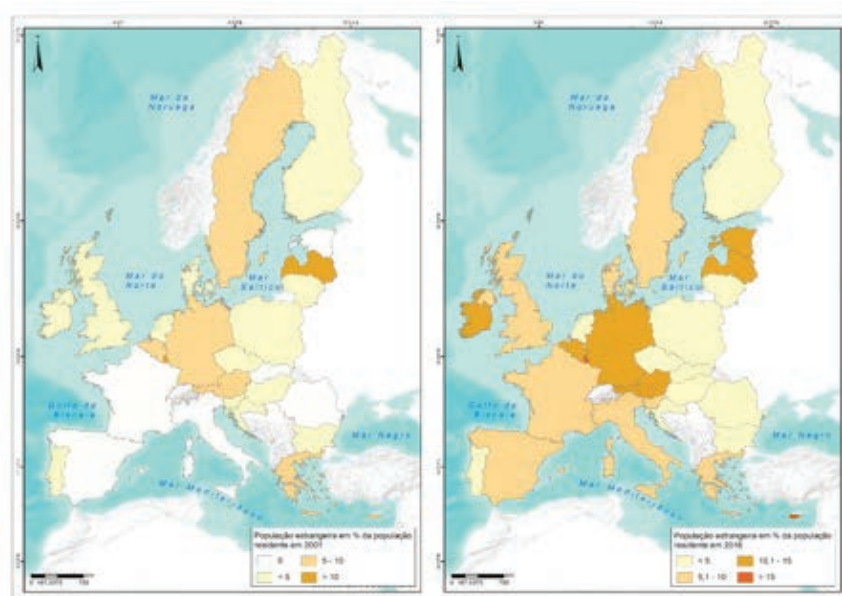 Mar da
Noruega
Mar do
Norte
Mar
Báltico
Golfo da
Biscaia
Mar Negro
Mar Mediterrâneo
População estrangeira em % da população
residente em 2001
0
< 5
5 - 10
> 10
Mar da
Noruega
Mar do
Norte
Mar
Báltico
Golfo da
Biscaia
Mar Negro
Mar Mediterrâneo
População estrangeira em % da população
residente em 2016
< 5
5,1 - 10
10,1 - 15
> 15